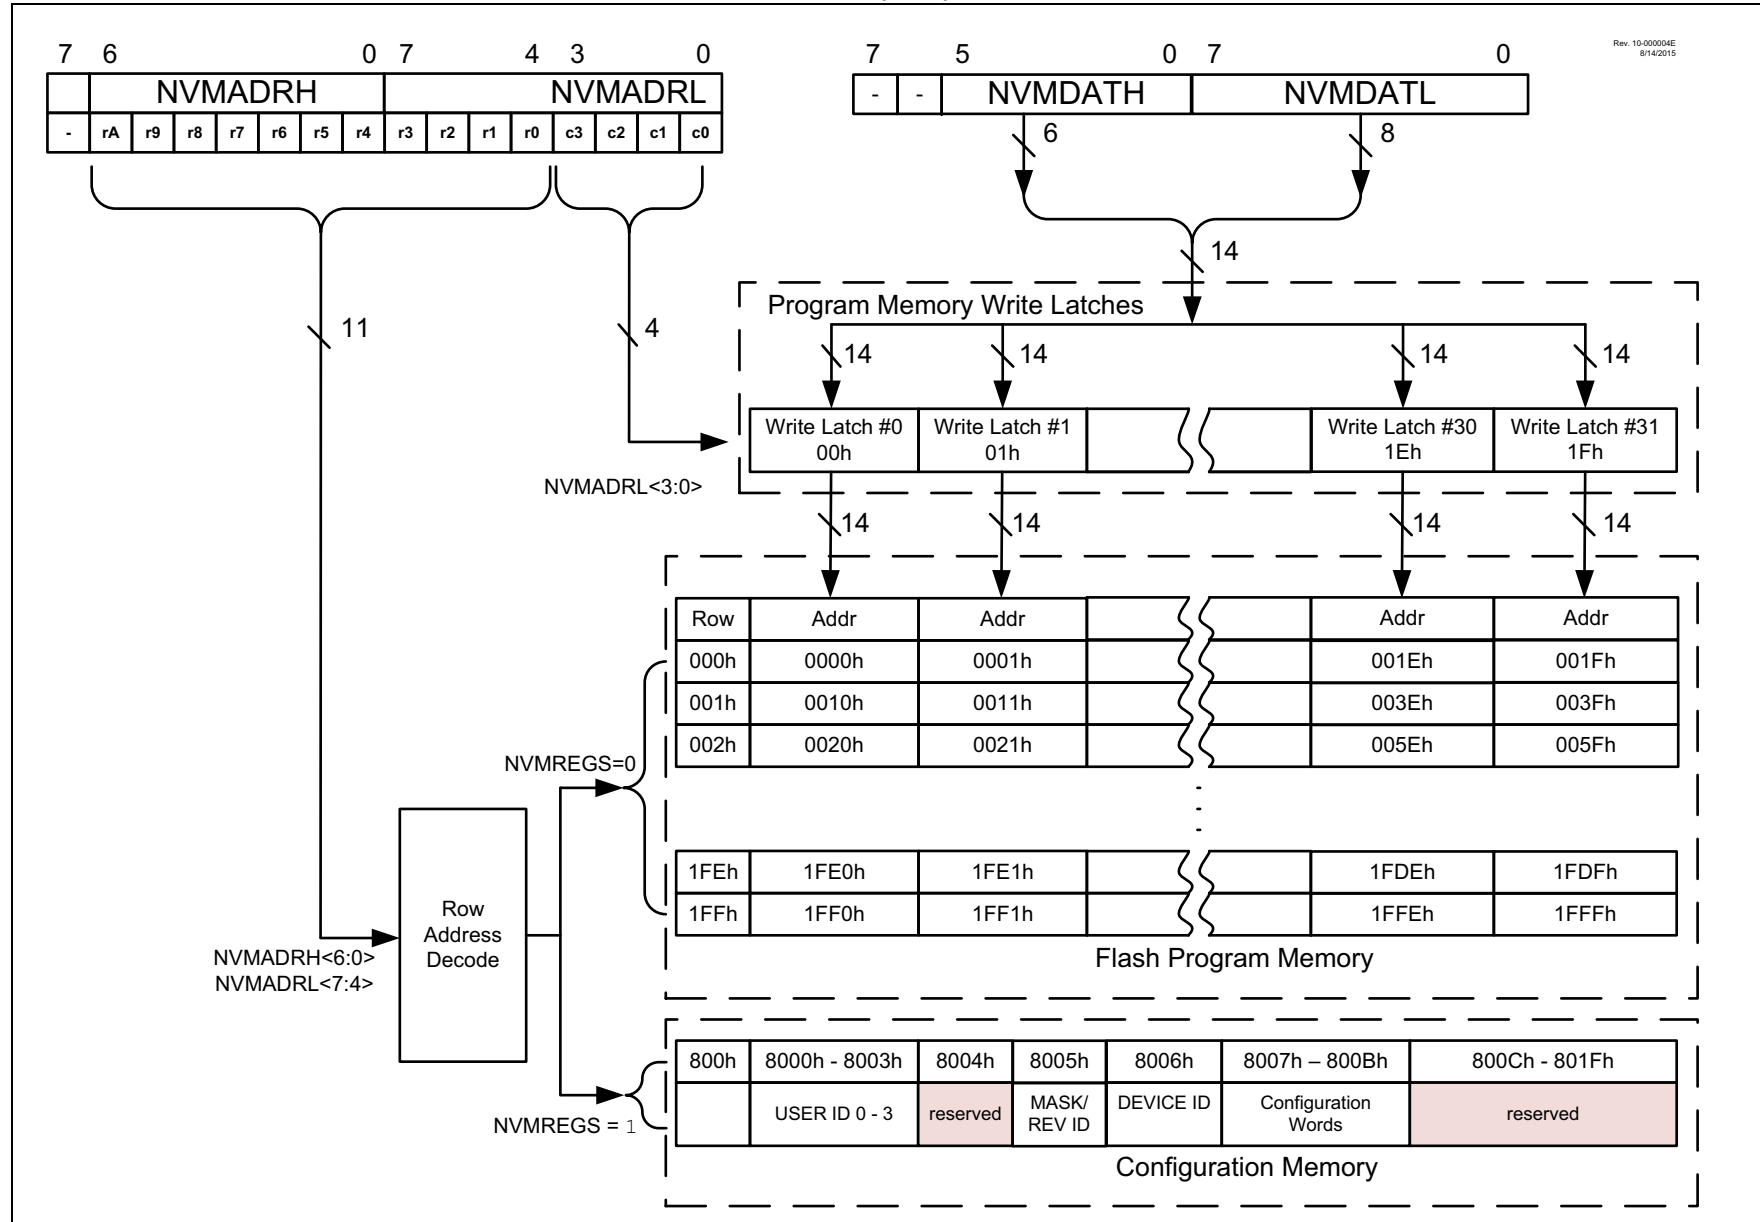 7 6 0 7 4 3 0
7 5 0 7 0
Rev. 10-000004E
8/14/2015
NVMADRH NVMADRL
- rA r9 r8 r7 r6 r5 r4 r3 r2 r1 r0 c3 c2 c1 c0
- - NVMDATH NVMDATL
6 8
14
11 4
Program Memory Write Latches
14 14 14 14
Write Latch #0
00h
Write Latch #1
01h
Write Latch #30
1Eh
Write Latch #31
1Fh
NVMADRL<3:0>
14 14 14 14
Row Addr Addr Addr Addr
000h 0000h 0001h 001Eh 001Fh
001h 0010h 0011h 003Eh 003Fh
002h 0020h 0021h 005Eh 005Fh
NVMREGS=0
1FEh 1FE0h 1FE1h 1FDEh 1FDFh
1FFh 1FF0h 1FF1h 1FFEh 1FFFh
Flash Program Memory
Row
Address
Decode
NVMADRH<6:0>
NVMADRL<7:4>
800h 8000h - 8003h 8004h 8005h 8006h 8007h – 800Bh 800Ch - 801Fh
USER ID 0 - 3
reserved
MASK/
REV ID
DEVICE ID
Configuration
Words
reserved
NVMREGS = 1
Configuration Memory